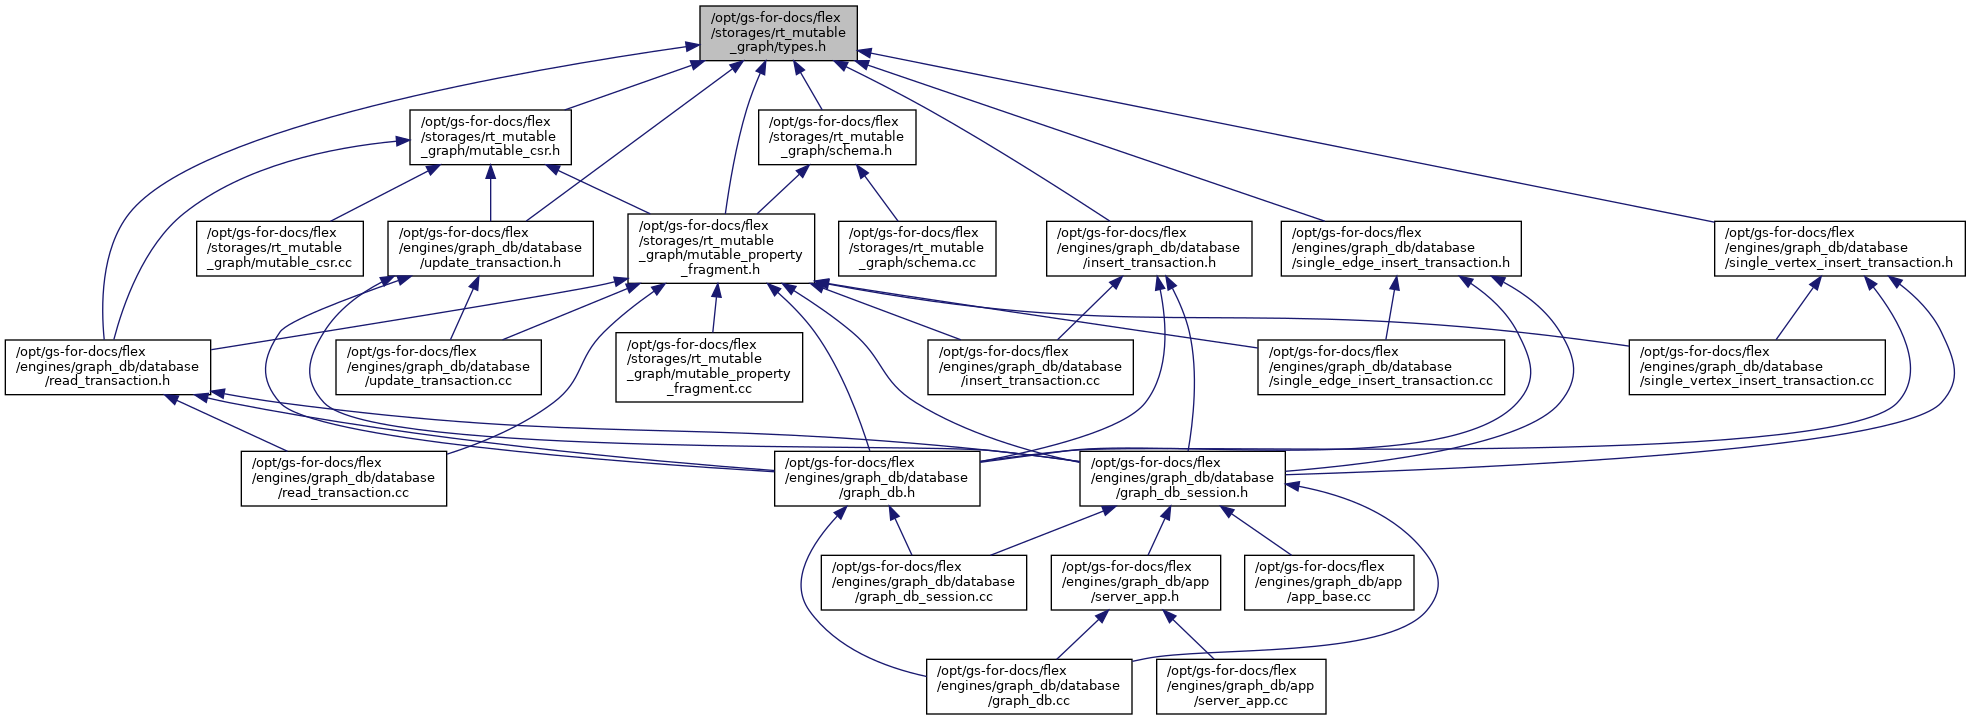 /opt/gs-for-docs/flex
/storages/rt_mutable
_graph/types.h
/opt/gs-for-docs/flex
/storages/rt_mutable
_graph/mutable_csr.h
/opt/gs-for-docs/flex
/storages/rt_mutable
_graph/schema.h
/opt/gs-for-docs/flex
/storages/rt_mutable
_graph/mutable_csr.cc
/opt/gs-for-docs/flex
/engines/graph_db/database
/update_transaction.h
/opt/gs-for-docs/flex
/storages/rt_mutable
_graph/mutable_property
_fragment.h
/opt/gs-for-docs/flex
/storages/rt_mutable
_graph/schema.cc
/opt/gs-for-docs/flex
/engines/graph_db/database
/insert_transaction.h
/opt/gs-for-docs/flex
/engines/graph_db/database
/single_edge_insert_transaction.h
/opt/gs-for-docs/flex
/engines/graph_db/database
/single_vertex_insert_transaction.h
/opt/gs-for-docs/flex
/engines/graph_db/database
/read_transaction.h
/opt/gs-for-docs/flex
/engines/graph_db/database
/update_transaction.cc
/opt/gs-for-docs/flex
/storages/rt_mutable
_graph/mutable_property
_fragment.cc
/opt/gs-for-docs/flex
/engines/graph_db/database
/insert_transaction.cc
/opt/gs-for-docs/flex
/engines/graph_db/database
/single_edge_insert_transaction.cc
/opt/gs-for-docs/flex
/engines/graph_db/database
/single_vertex_insert_transaction.cc
/opt/gs-for-docs/flex
/engines/graph_db/database
/read_transaction.cc
/opt/gs-for-docs/flex
/engines/graph_db/database
/graph_db.h
/opt/gs-for-docs/flex
/engines/graph_db/database
/graph_db_session.h
/opt/gs-for-docs/flex
/engines/graph_db/database
/graph_db_session.cc
/opt/gs-for-docs/flex
/engines/graph_db/app
/server_app.h
/opt/gs-for-docs/flex
/engines/graph_db/app
/app_base.cc
/opt/gs-for-docs/flex
/engines/graph_db/database
/graph_db.cc
/opt/gs-for-docs/flex
/engines/graph_db/app
/server_app.cc